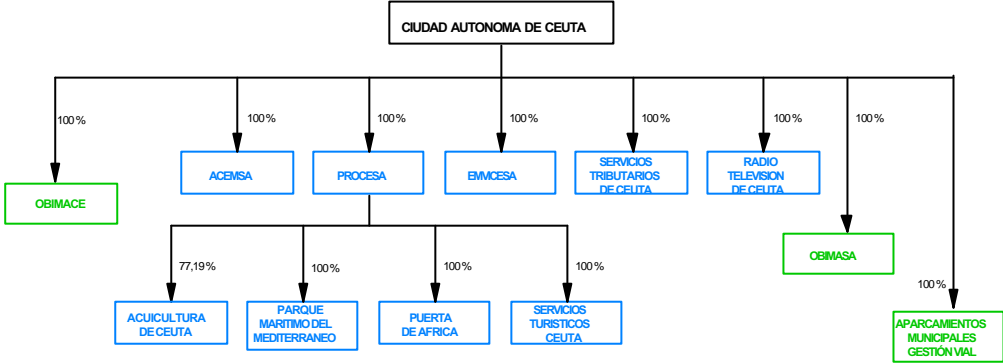 CIUDAD AUTONOMA DE CEUTA
100%
100%
100%
100%
100%
100%
100%
ACEMSA
PROCESA
EMVICESA
SERVICIOS
TRIBUTARIOS
DE CEUTA
RADIO
TELEVISION
DE CEUTA
OBIMACE
OBIMASA
77,19%
100%
100%
100%
100%
ACUICULTURA
DE CEUTA
PARQUE
MARITIMO DEL
MEDITERRANEO
PUERTA
DE AFRICA
SERVICIOS
TURISTICOS
CEUTA
APARCAMIENTOS
MUNICIPALES
GESTIÓN VIAL